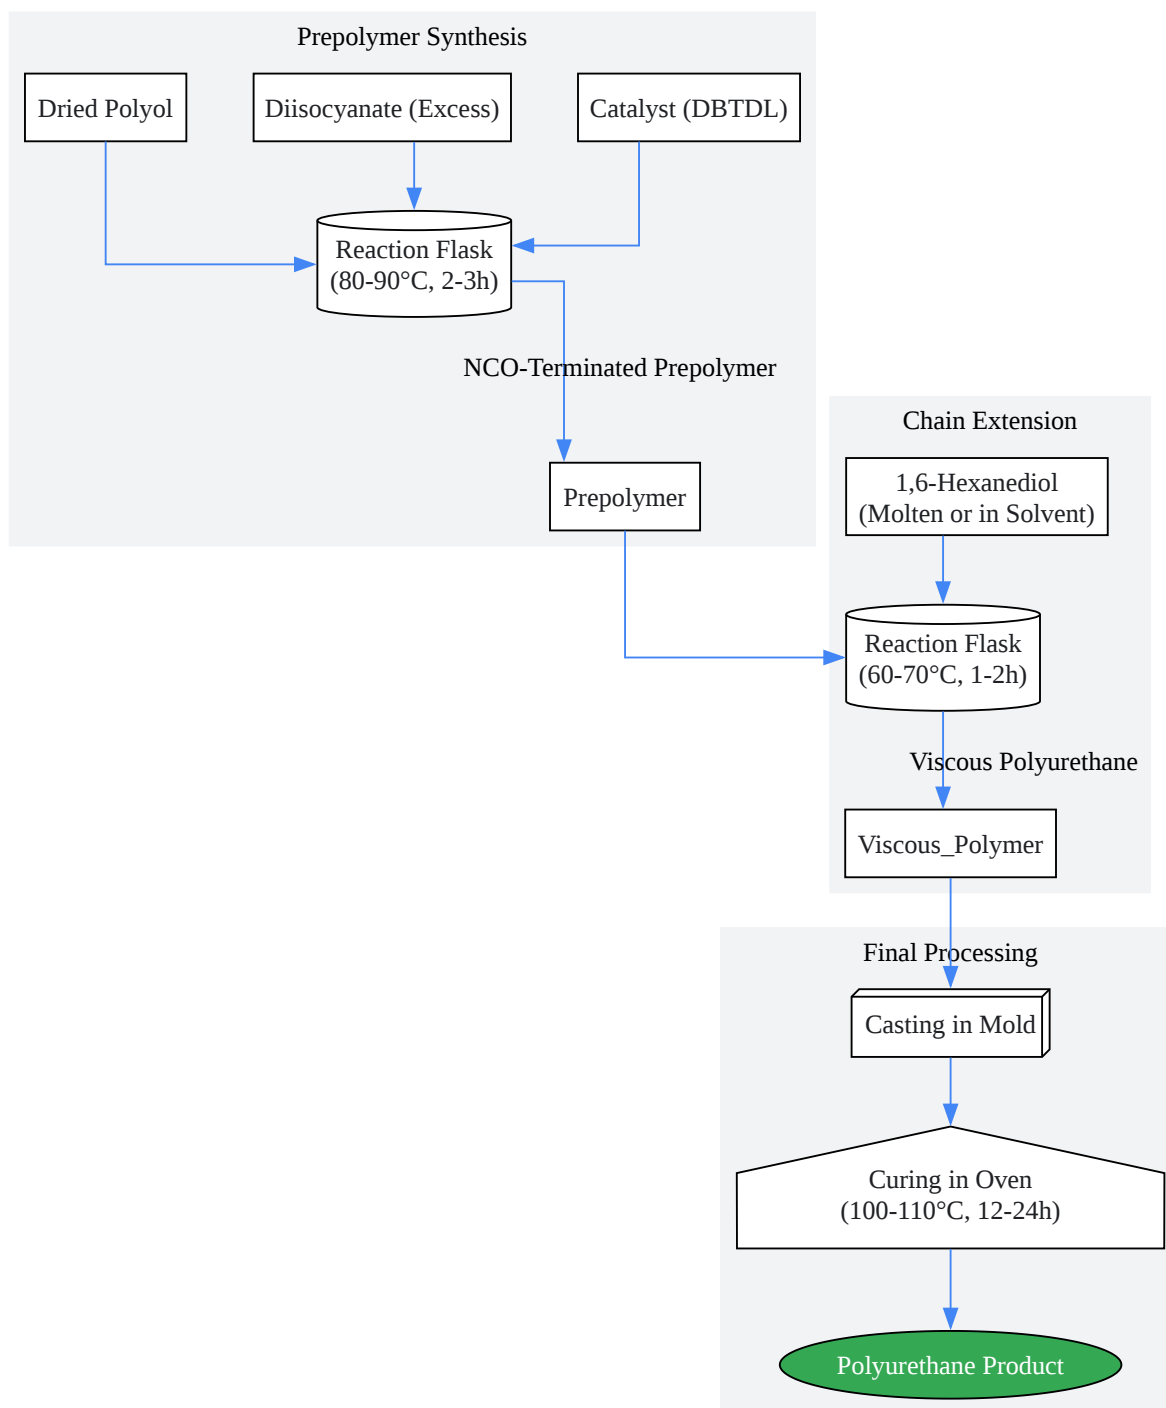 Prepolymer Synthesis
Dried Polyol
Diisocyanate (Excess)
Catalyst (DBTDL)
Reaction Flask
(80-90°C, 2-3h)
NCO-Terminated Prepolymer
Prepolymer
Chain Extension
1,6-Hexanediol
(Molten or in Solvent)
Reaction Flask
(60-70°C, 1-2h)
Viscous Polyurethane
Viscous_Polymer
Final Processing
Casting in Mold
Curing in Oven
(100-110°C, 12-24h)
Polyurethane Product